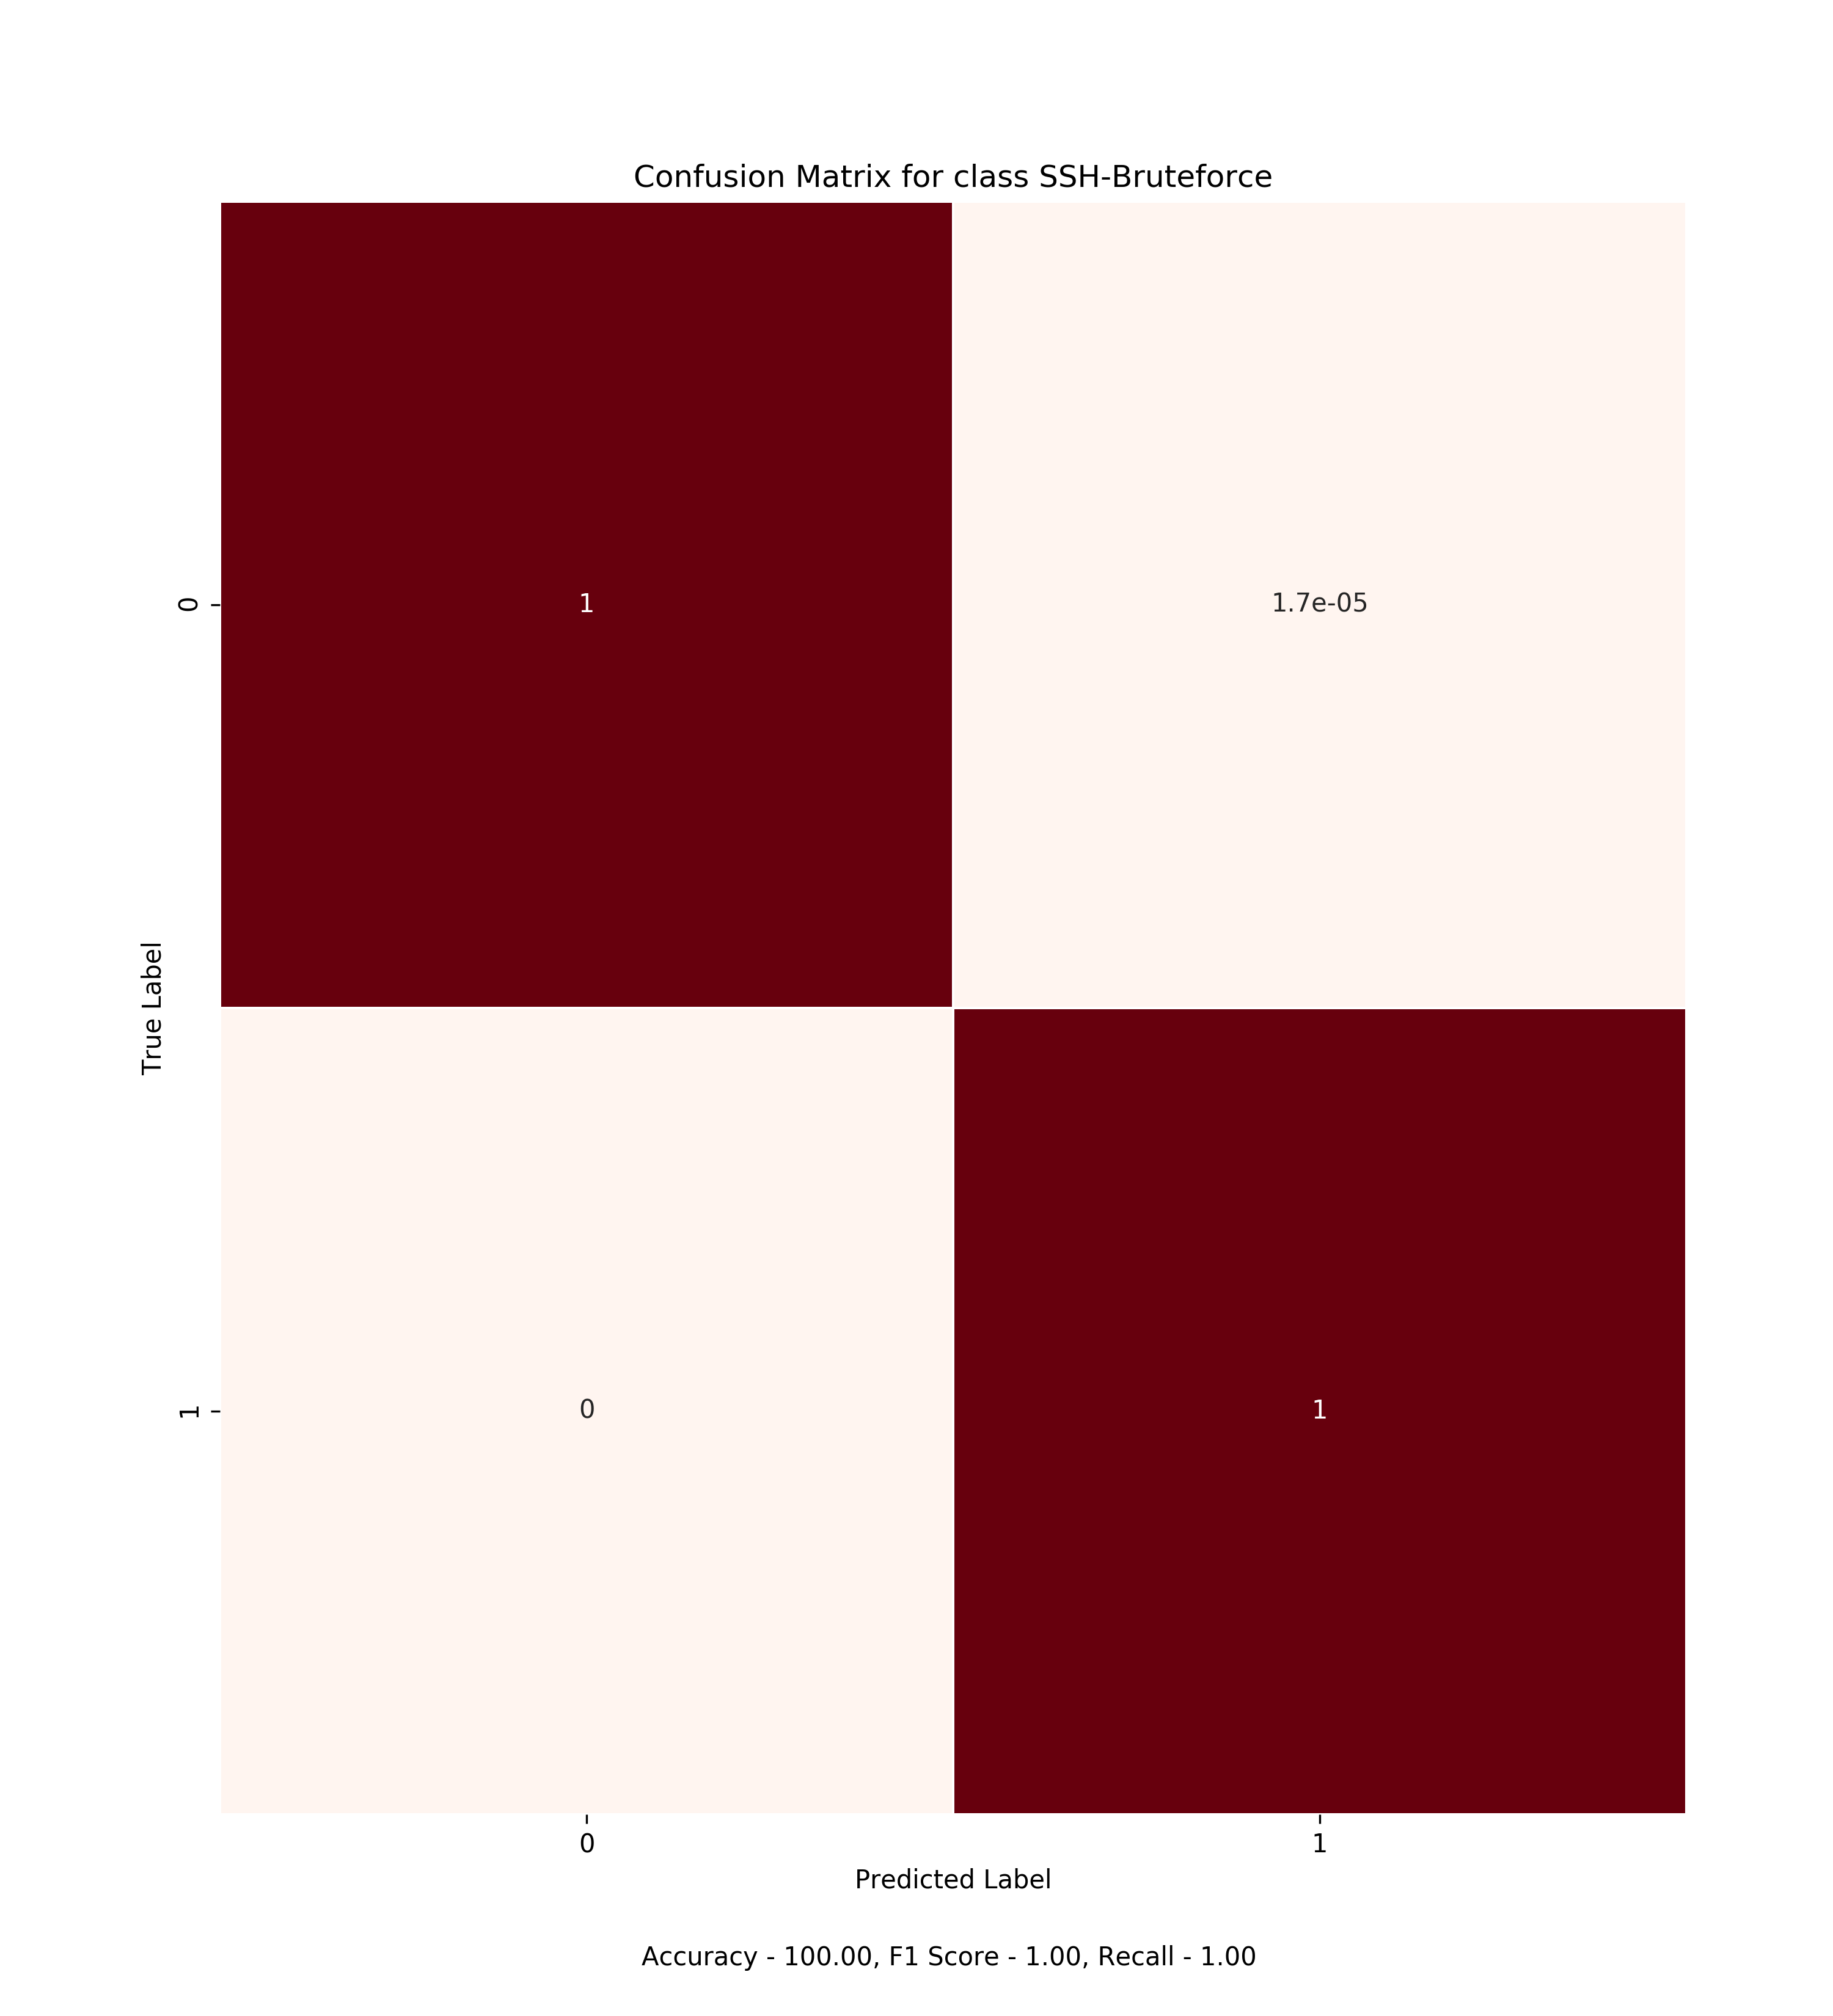 Confusion Matrix for class SSH-Bruteforce
0
1
1.7e-05
True Label
1
0
1
0
1
Predicted Label
Accuracy - 100.00, F1 Score - 1.00, Recall - 1.00